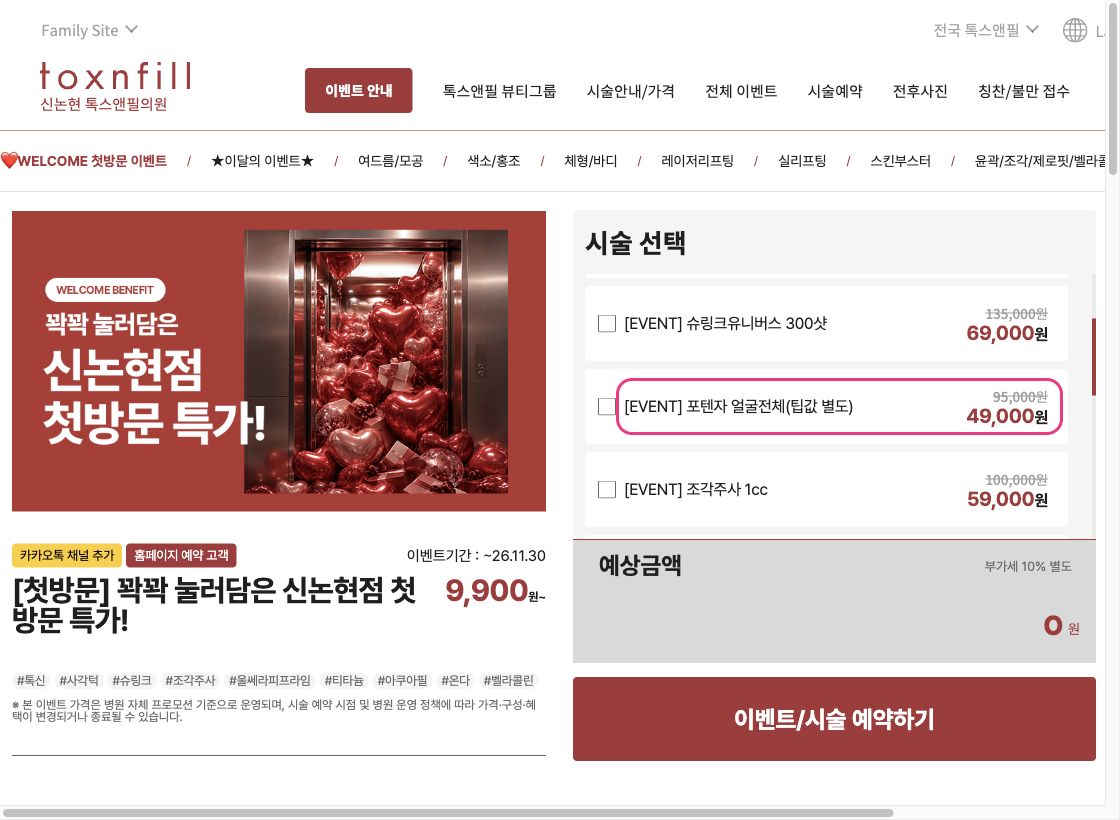 Family Site
전국 톡스앤필
toxnfill
신논현 톡스앤필의원
이벤트 안내
톡스앤필 뷰티그룹
시술안내/가격
전체 이벤트
시술예약
전후사진
칭찬/불만 접수
WELCOME 첫방문 이벤트 / ★이달의 이벤트★ / 여드름/모공 / 색소/홍조 / 체형/바디 / 레이저리프팅 / 실리프팅 / 스킨부스터 / 윤곽/조각/제로핏/벨라콜
WELCOME BENEFIT
꽉꽉 눌러담은
신논현점
첫방문 특가!
카카오톡 채널 추가
홈페이지 예약 고객
이벤트기간 : ~26.11.30
[첫방문] 꽉꽉 눌러담은 신논현점 첫
방문 특가!
9,900원~
#톡신 #사각턱 #슈링크 #조각주사 #울쎄라피프라임 #티타늄 #아쿠아필 #온다 #벨라콜린
※ 본 이벤트 가격은 병원 자체 프로모션 기준으로 운영되며, 시술 예약 시점 및 병원 운영 정책에 따라 가격·구성·혜
택이 변경되거나 종료될 수 있습니다.
시술 선택
[EVENT] 슈링크유니버스 300샷
135,000원
69,000원
[EVENT] 포텐자 얼굴전체(팁값 별도)
95,000원
49,000원
[EVENT] 조각주사 1cc
100,000원
59,000원
예상금액
부가세 10% 별도
0 원
이벤트/시술 예약하기